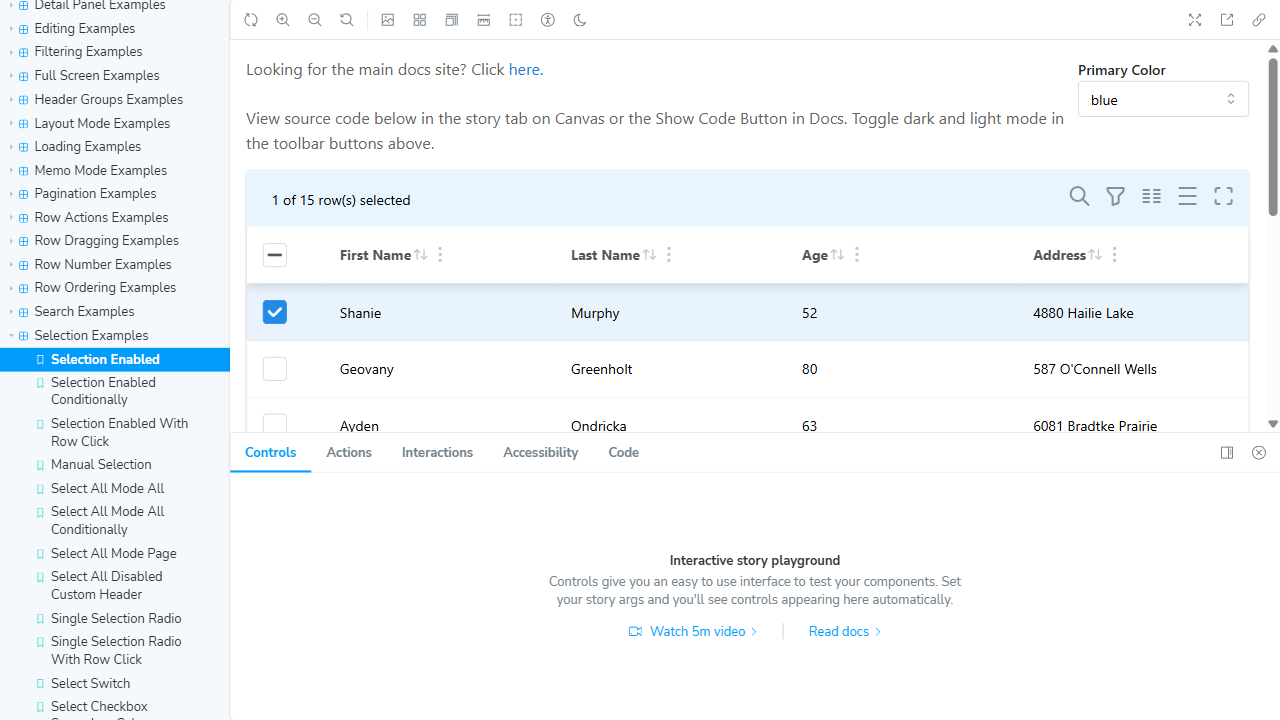 Detail Panel Examples
Editing Examples
Filtering Examples
Full Screen Examples
Header Groups Examples
Layout Mode Examples
Loading Examples
Memo Mode Examples
Pagination Examples
Row Actions Examples
Row Dragging Examples
Row Number Examples
Row Ordering Examples
Search Examples
Selection Examples
Selection Enabled
Selection Enabled
Conditionally
Selection Enabled With
Row Click
Manual Selection
Select All Mode All
Select All Mode All
Conditionally
Select All Mode Page
Select All Disabled
Custom Header
Single Selection Radio
Single Selection Radio
With Row Click
Select Switch
Select Checkbox
Looking for the main docs site? Click here.
View source code below in the story tab on Canvas or the Show Code Button in Docs. Toggle dark and light mode in
the toolbar buttons above.
Primary Color
blue
1 of 15 row(s) selected
First Name Last Name Age Address
Shanie Murphy 52 4880 Hailie Lake
Geovany Greenholt 80 587 O'Connell Wells
Ayden Ondricka 63 6081 Bradtke Prairie
Controls Actions Interactions Accessibility Code
Interactive story playground
Controls give you an easy to use interface to test your components. Set
your story args and you'll see controls appearing here automatically.
Watch 5m video Read docs